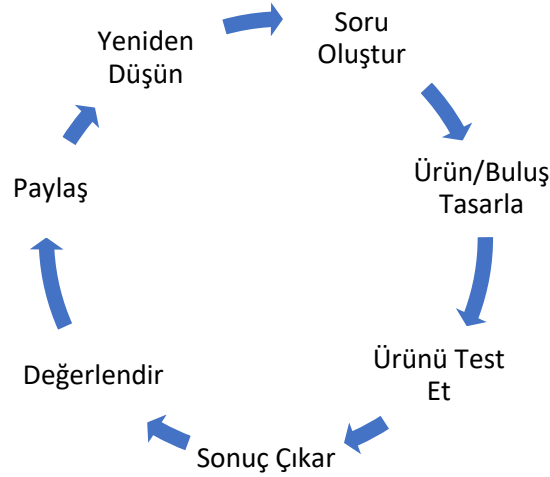 Soru
Oluştur
Ürün/Buluş
Tasarla
Ürünü Test
Et
Sonuç Çıkar
Değerlendir
Paylaş
Yeniden
Düşün